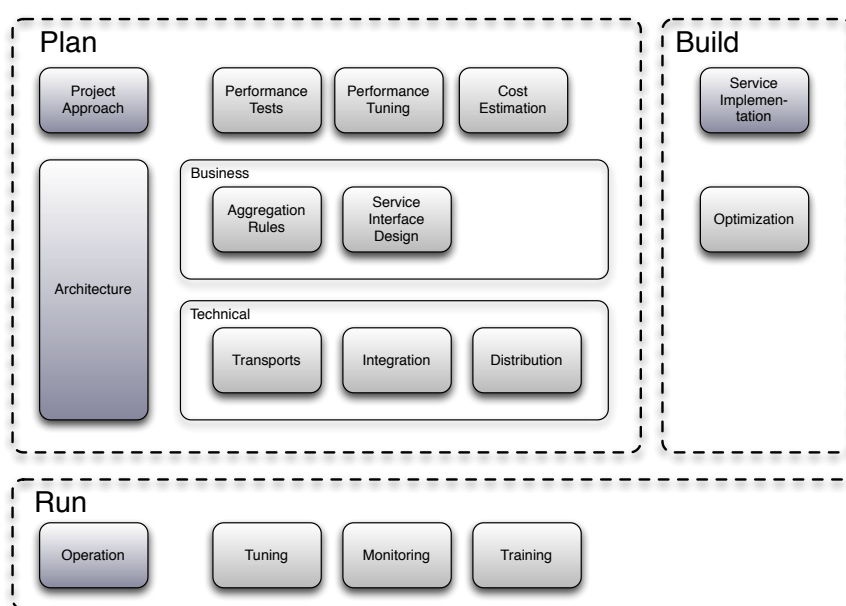 Plan
Build
Project
Approach
Performance
Tests
Performance
Tuning
Cost
Estimation
Service
Implemen-
tation
Business
Aggregation
Rules
Service
Interface
Design
Optimization
Architecture
Technical
Transports
Integration
Distribution
Run
Operation
Tuning
Monitoring
Training